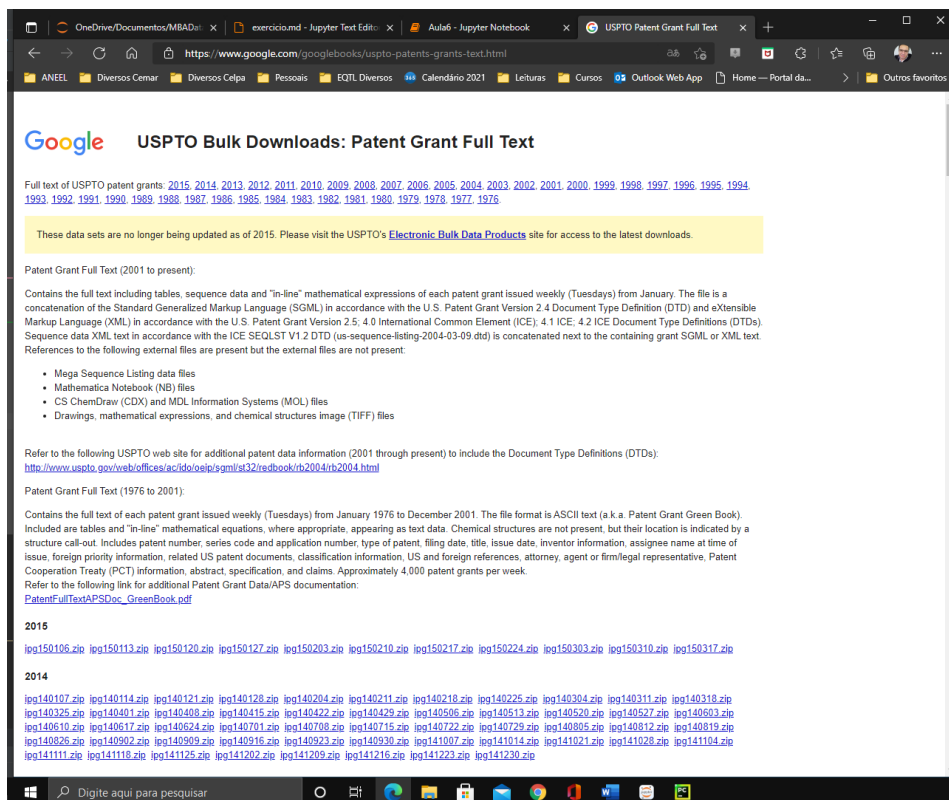 OneDrive/Documentos/MBADat
exercicio.md - Jupyter Text Edito
Aula6 - Jupyter Notebook
USPTO Patent Grant Full Text
https://www.google.com/googlebooks/uspto-patents-grants-text.html
ANEEL Diversos Cemar Diversos Celpa Pessoais EQTL Diversos Calendário 2021 Leituras Cursos Outlook Web App Home — Portal da... Outros favoritos
Google USPTO Bulk Downloads: Patent Grant Full Text
Full text of USPTO patent grants: 2015, 2014, 2013, 2012, 2011, 2010, 2009, 2008, 2007, 2006, 2005, 2004, 2003, 2002, 2001, 2000, 1999, 1998, 1997, 1996, 1995, 1994,
1993, 1992, 1991, 1990, 1989, 1988, 1987, 1986, 1985, 1984, 1983, 1982, 1981, 1980, 1979, 1978, 1977, 1976.
These data sets are no longer being updated as of 2015. Please visit the USPTO's Electronic Bulk Data Products site for access to the latest downloads.
Patent Grant Full Text (2001 to present):
Contains the full text including tables, sequence data and "in-line" mathematical expressions of each patent grant issued weekly (Tuesdays) from January. The file is a
concatenation of the Standard Generalized Markup Language (SGML) in accordance with the U.S. Patent Grant Version 2.4 Document Type Definition (DTD) and eXtensible
Markup Language (XML) in accordance with the U.S. Patent Grant Version 2.5; 4.0 International Common Element (ICE); 4.1 ICE; 4.2 ICE Document Type Definitions (DTDs).
Sequence data XML text in accordance with the ICE SEQLST V1.2 DTD (us-sequence-listing-2004-03-09.dtd) is concatenated next to the containing grant SGML or XML text.
References to the following external files are present but the external files are not present:
• Mega Sequence Listing data files
• Mathematica Notebook (NB) files
• CS ChemDraw (CDX) and MDL Information Systems (MOL) files
• Drawings, mathematical expressions, and chemical structures image (TIFF) files
Refer to the following USPTO web site for additional patent data information (2001 through present) to include the Document Type Definitions (DTDs):
http://www.uspto.gov/web/offices/ac/ido/oeip/sgml/st32/redbook/rb2004/rb2004.html
Patent Grant Full Text (1976 to 2001):
Contains the full text of each patent grant issued weekly (Tuesdays) from January 1976 to December 2001. The file format is ASCII text (a.k.a. Patent Grant Green Book).
Included are tables and "in-line" mathematical equations, where appropriate, appearing as text data. Chemical structures are not present, but their location is indicated by a
structure call-out. Includes patent number, series code and application number, type of patent, filing date, title, issue date, inventor information, assignee name at time of
issue, foreign priority information, related US patent documents, classification information, US and foreign references, attorney, agent or firm/legal representative, Patent
Cooperation Treaty (PCT) information, abstract, specification, and claims. Approximately 4,000 patent grants per week.
Refer to the following link for additional Patent Grant Data/APS documentation:
PatentFullTextAPSDoc_GreenBook.pdf
2015
ipg150106.zip ipg150113.zip ipg150120.zip ipg150127.zip ipg150203.zip ipg150210.zip ipg150217.zip ipg150224.zip ipg150303.zip ipg150310.zip ipg150317.zip
2014
ipg140107.zip ipg140114.zip ipg140121.zip ipg140128.zip ipg140204.zip ipg140211.zip ipg140218.zip ipg140225.zip ipg140304.zip ipg140311.zip ipg140318.zip
ipg140325.zip ipg140401.zip ipg140408.zip ipg140415.zip ipg140422.zip ipg140429.zip ipg140506.zip ipg140513.zip ipg140520.zip ipg140527.zip ipg140603.zip
ipg140610.zip ipg140617.zip ipg140624.zip ipg140701.zip ipg140708.zip ipg140715.zip ipg140722.zip ipg140729.zip ipg140805.zip ipg140812.zip ipg140819.zip
ipg140826.zip ipg140902.zip ipg140909.zip ipg140916.zip ipg140923.zip ipg140930.zip ipg141007.zip ipg141014.zip ipg141021.zip ipg141028.zip ipg141104.zip
ipg141111.zip ipg141118.zip ipg141125.zip ipg141202.zip ipg141209.zip ipg141216.zip ipg141223.zip ipg141230.zip
Digite aqui para pesquisar